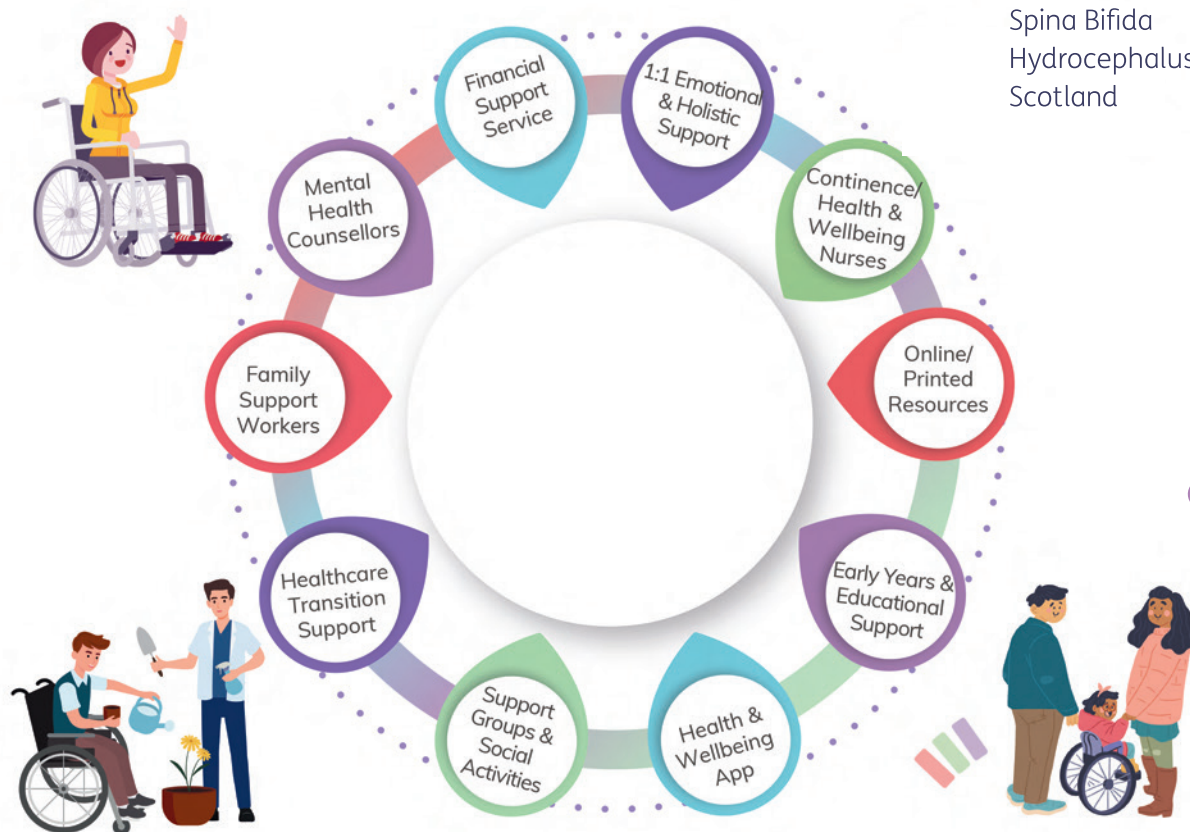 Spina Bifida
Hydrocephalus
Scotland
Financial
Support
Service
1:1 Emotional
& Holistic
Support
Continence/
Health &
Wellbeing
Nurses
Online/
Printed
Resources
Early Years &
Educational
Support
Health &
Wellbeing
App
Support
Groups &
Social
Activities
Healthcare
Transition
Support
Family
Support
Workers
Mental
Health
Counsellors